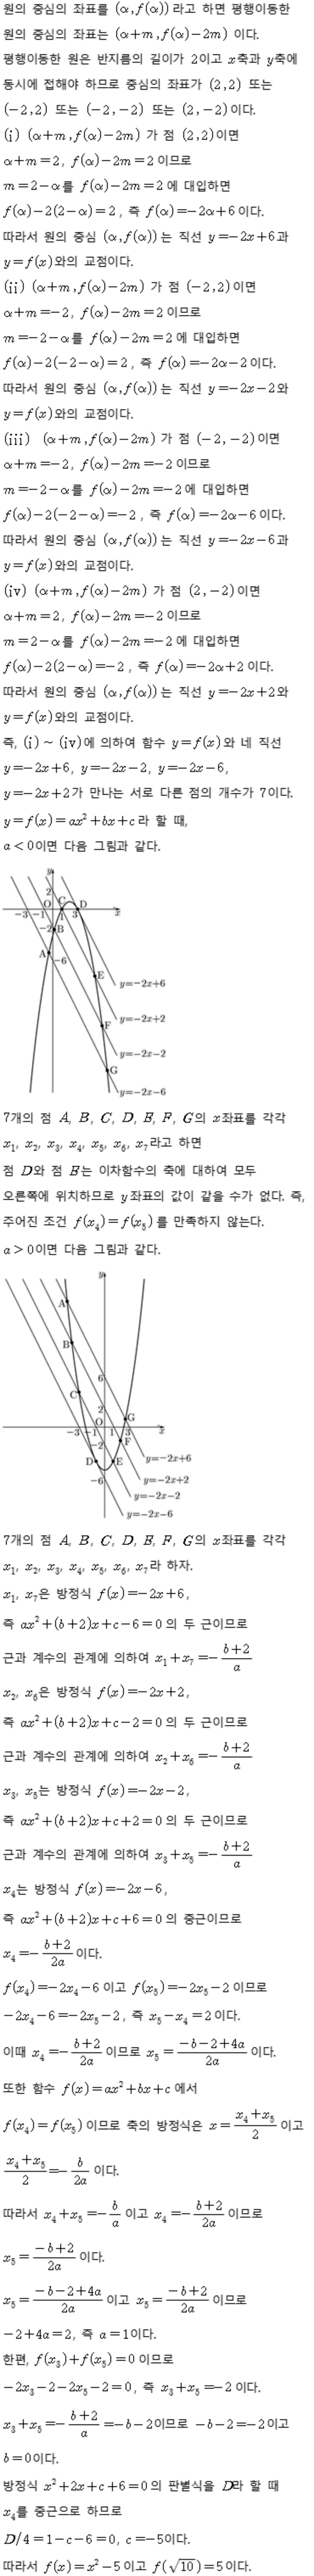 원의 중심의 좌표를 (α, f(α))라고 하면 평행이동한
원의 중심의 좌표는 (α+m, f(α)-2m) 이다.
평행이동한 원은 반지름의 길이가 2이고 x축과 y축에
동시에 접해야 하므로 중심의 좌표가 (2, 2) 또는
(-2, 2) 또는 (-2, -2) 또는 (2, -2)이다.
(i) (α+m, f(α)-2m) 가 점 (2, 2)이면
α+m=2, f(α)-2m=2 이므로
m=2-α를 f(α)-2m=2에 대입하면
f(α)-2(2-α)=2, 즉 f(α)=-2α+6이다.
따라서 원의 중심 (α, f(α))는 직선 y=-2x+6과
y=f(x)와의 교점이다.
(ii) (α+m, f(α)-2m) 가 점 (-2, 2)이면
α+m=-2, f(α)-2m=2이므로
m=-2-α를 f(α)-2m=2에 대입하면
f(α)-2(-2-α)=2, 즉 f(α)=-2α-2이다.
따라서 원의 중심 (α, f(α))는 직선 y=-2x-2와
y=f(x)와의 교점이다.
(iii) (α+m, f(α)-2m) 가 점 (-2, -2)이면
α+m=-2, f(α)-2m=-2이므로
m=-2-α를 f(α)-2m=-2에 대입하면
f(α)-2(-2-α)=-2, 즉 f(α)=-2α-6이다.
따라서 원의 중심 (α, f(α))는 직선 y=-2x-6과
y=f(x)와의 교점이다.
(iv) (α+m, f(α)-2m) 가 점 (2, -2)이면
α+m=2, f(α)-2m=-2이므로
m=2-α를 f(α)-2m=-2에 대입하면
f(α)-2(2-α)=-2, 즉 f(α)=-2α+2이다.
따라서 원의 중심 (α, f(α))는 직선 y=-2x+2와
y=f(x)와의 교점이다.
즉, (i) ~ (iv)에 의하여 함수 y=f(x)와 네 직선
y=-2x+6, y=-2x-2, y=-2x-6,
y=-2x+2가 만나는 서로 다른 점의 개수가 7이다.
y=f(x)=ax²+bx+c라 할 때,
a<0이면 다음 그림과 같다.
y
2
O C D
-3 -1 1 3 x
-2 B
A -6
E
y=-2x+6
y=-2x+2
F
y=-2x-2
G
y=-2x-6
7개의 점 A, B, C, D, E, F, G의 x좌표를 각각
x₁, x₂, x₃, x₄, x₅, x₆, x₇라고 하면
점 D와 점 E는 이차함수의 축에 대하여 모두
오른쪽에 위치하므로 y좌표의 값이 같을 수가 없다. 즉,
주어진 조건 f(x₄)=f(x₅)를 만족하지 않는다.
a>0이면 다음 그림과 같다.
y
A
B
6
C
2
O G
-3 -1 1 3 x
-2 F
D E
-6
y=-2x+6
y=-2x+2
y=-2x-2
y=-2x-6
7개의 점 A, B, C, D, E, F, G의 x좌표를 각각
x₁, x₂, x₃, x₄, x₅, x₆, x₇라 하자.
x₁, x₇은 방정식 f(x)=-2x+6,
즉 ax²+(b+2)x+c-6=0의 두 근이므로
근과 계수의 관계에 의하여 x₁+x₇=-(b+2)/a
x₂, x₆은 방정식 f(x)=-2x+2,
즉 ax²+(b+2)x+c-2=0의 두 근이므로
근과 계수의 관계에 의하여 x₂+x₆=-(b+2)/a
x₃, x₅는 방정식 f(x)=-2x-2,
즉 ax²+(b+2)x+c+2=0의 두 근이므로
근과 계수의 관계에 의하여 x₃+x₅=-(b+2)/a
x₄는 방정식 f(x)=-2x-6,
즉 ax²+(b+2)x+c+6=0의 중근이므로
x₄=-(b+2)/2a 이다.
f(x₄)=-2x₄-6이고 f(x₅)=-2x₅-2이므로
-2x₄-6=-2x₅-2, 즉 x₅-x₄=2이다.
이때 x₄=-(b+2)/2a 이므로 x₅=(-b-2+4a)/2a 이다.
또한 함수 f(x)=ax²+bx+c에서
f(x₄)=f(x₅)이므로 축의 방정식은 x=(x₄+x₅)/2 이고
(x₄+x₅)/2=-b/2a 이다.
따라서 x₄+x₅=-b/a 이고 x₄=-(b+2)/2a 이므로
x₅=(-b+2)/2a 이다.
x₅=(-b-2+4a)/2a 이고 x₅=(-b+2)/2a 이므로
-2+4a=2, 즉 a=1이다.
한편, f(x₃)+f(x₅)=0이므로
-2x₃-2-2x₅-2=0, 즉 x₃+x₅=-2이다.
x₃+x₅=-(b+2)/a=-b-2이므로 -b-2=-2이고
b=0이다.
방정식 x²+2x+c+6=0의 판별식을 D라 할 때
x₄를 중근으로 하므로
D/4=1-c-6=0, c=-5이다.
따라서 f(x)=x²-5이고 f(√10)=5이다.